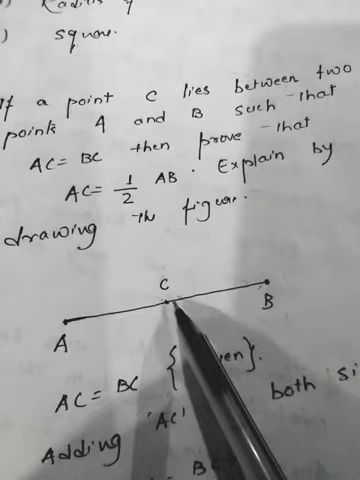 square.
If a point C lies between two
points A and B such that
AC = BC then prove that
AC = 1/2 AB. Explain by
drawing the figure.
C
A
B
AC = BC {
Adding 'AC' both